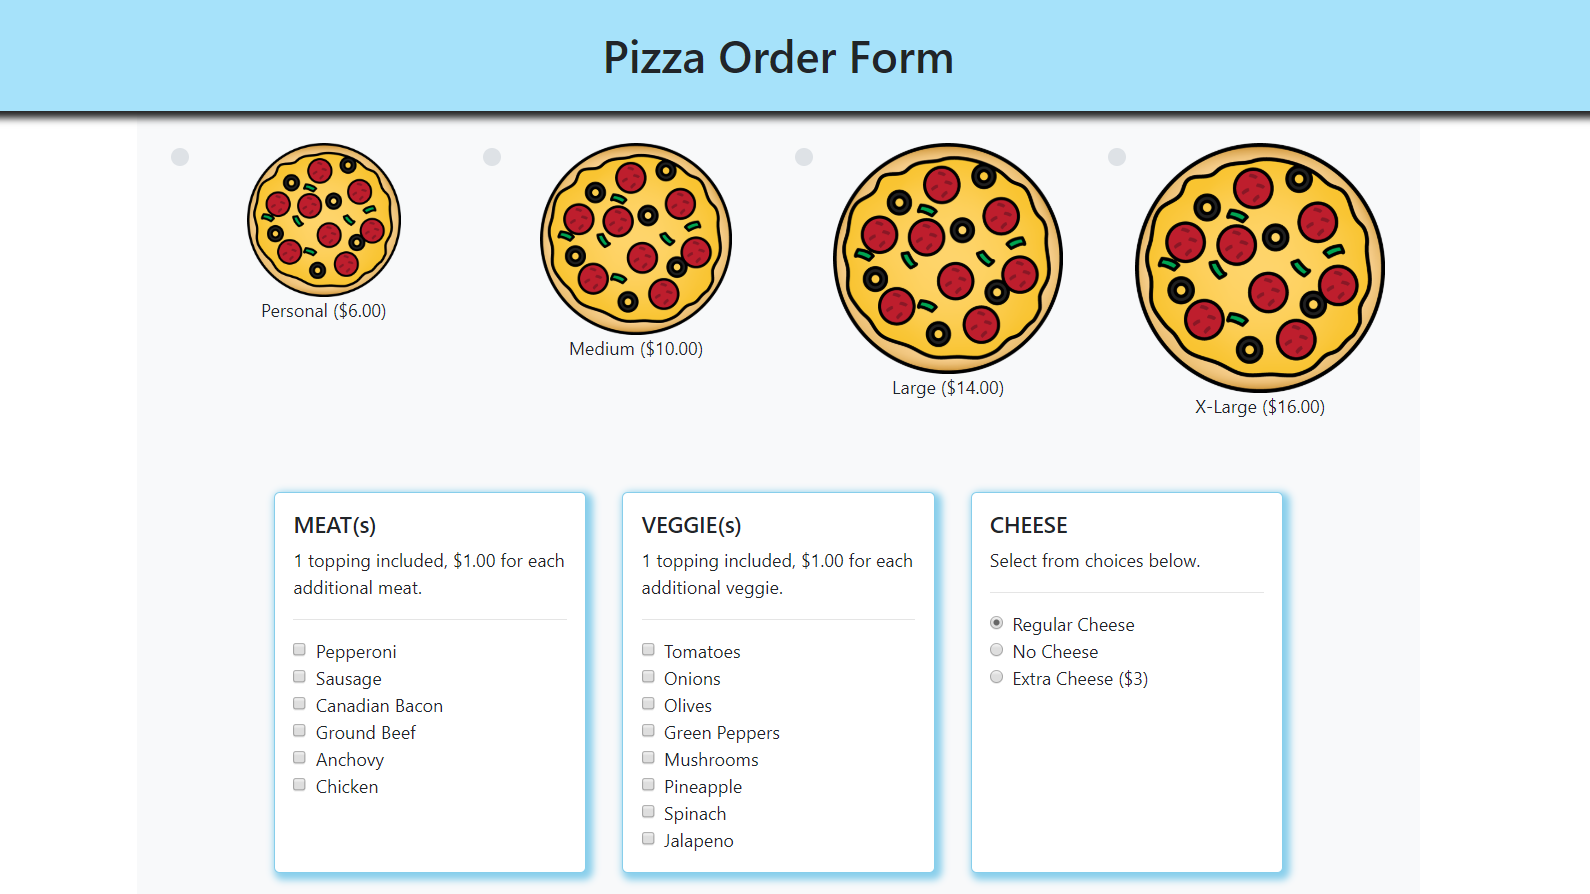 Pizza Order Form
Personal ($6.00)
Medium ($10.00)
Large ($14.00)
X-Large ($16.00)
MEAT(s)
1 topping included, $1.00 for each
additional meat.
Pepperoni
Sausage
Canadian Bacon
Ground Beef
Anchovy
Chicken
VEGGIE(s)
1 topping included, $1.00 for each
additional veggie.
Tomatoes
Onions
Olives
Green Peppers
Mushrooms
Pineapple
Spinach
Jalapeno
CHEESE
Select from choices below.
Regular Cheese
No Cheese
Extra Cheese ($3)